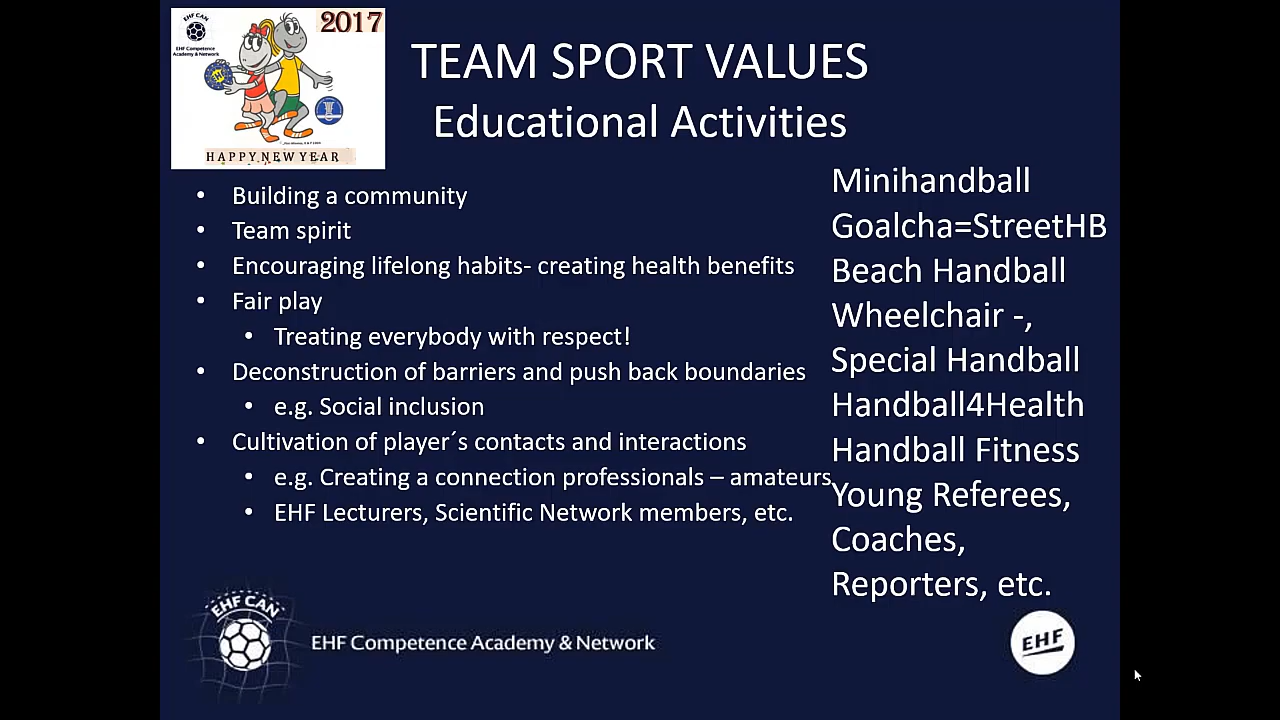 EHF CAN
EHF Competence
Academy & Network
2017
HAPPY NEW YEAR
TEAM SPORT VALUES
Educational Activities
• Building a community
• Team spirit
• Encouraging lifelong habits- creating health benefits
• Fair play
• Treating everybody with respect!
• Deconstruction of barriers and push back boundaries
• e.g. Social inclusion
• Cultivation of player´s contacts and interactions
• e.g. Creating a connection professionals – amateurs
• EHF Lecturers, Scientific Network members, etc.
Minihandball
Goalcha=StreetHB
Beach Handball
Wheelchair -,
Special Handball
Handball4Health
Handball Fitness
Young Referees,
Coaches,
Reporters, etc.
EHF CAN
EHF Competence Academy & Network
EHF